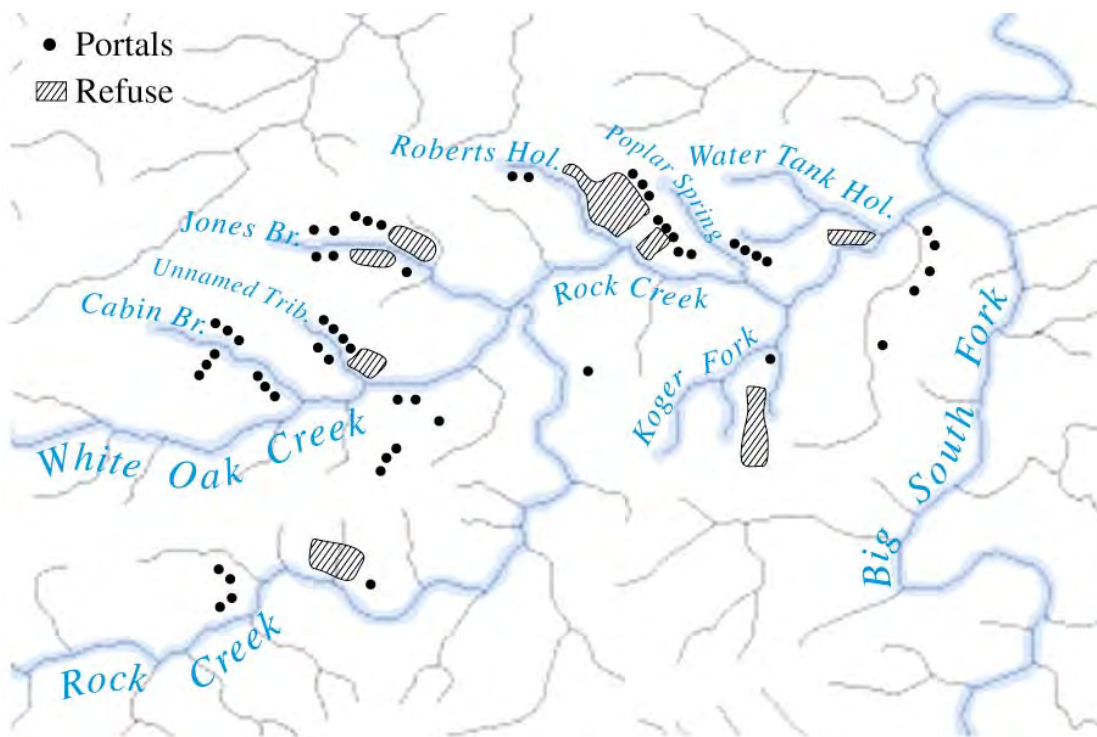 Portals
Refuse
Roberts Hol.
Poplar Spring
Water Tank Hol.
Jones Br.
Unnamed Trib.
Cabin Br.
Rock Creek
Koger Fork
White Oak Creek
Big South Fork
Rock Creek